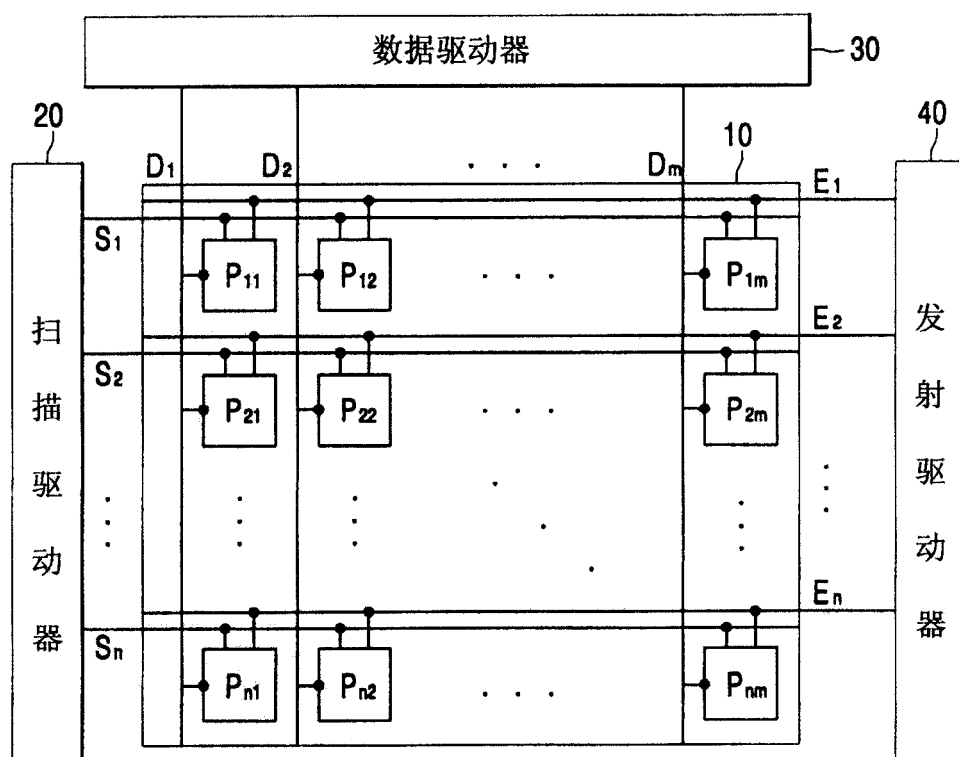 数据驱动器
30
20
40
10
D1 D2 . . . Dm
E1
S1
P11 P12 . . . P1m
E2
S2
P21 P22 . . . P2m
扫描驱动器
发射驱动器
En
Sn
Pn1 Pn2 . . . Pnm